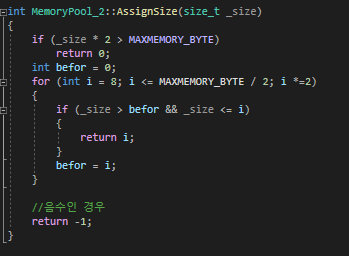 int MemoryPool_2::AssignSize(size_t _size)
{
if (_size * 2 > MAXMEMORY_BYTE)
return 0;
int befor = 0;
for (int i = 8; i <= MAXMEMORY_BYTE / 2; i *=2)
{
if (_size > befor && _size <= i)
{
return i;
}
befor = i;
}
//음수인 경우
return -1;
}